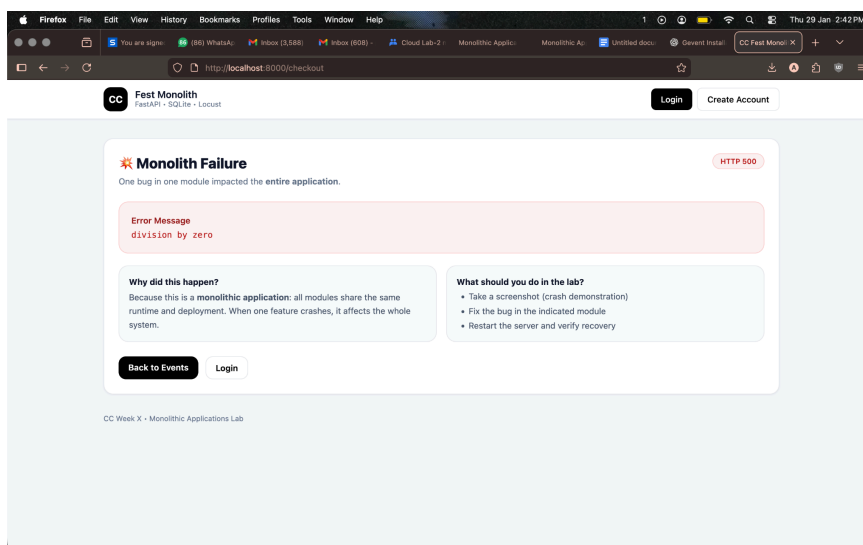 Firefox File Edit View History Bookmarks Profiles Tools Window Help
1
Thu 29 Jan 2:42 PM
You are signe
(66) WhatsAp
Inbox (3,588)
Inbox (608) -
Cloud Lab-2
Monolithic Applic
Monolithic Ap
Untitled docu
Gevent Install
CC Fest Monoli
http://localhost:8000/checkout
CC
Fest Monolith
FastAPI • SQLite • Locust
Login
Create Account
Monolith Failure
HTTP 500
One bug in one module impacted the entire application.
Error Message
division by zero
Why did this happen?
Because this is a monolithic application: all modules share the same
runtime and deployment. When one feature crashes, it affects the whole
system.
What should you do in the lab?
• Take a screenshot (crash demonstration)
• Fix the bug in the indicated module
• Restart the server and verify recovery
Back to Events
Login
CC Week X • Monolithic Applications Lab